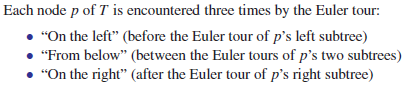 Each node p of T is encountered three times by the Euler tour:
• “On the left” (before the Euler tour of p’s left subtree)
• “From below” (between the Euler tours of p’s two subtrees)
• “On the right” (after the Euler tour of p’s right subtree)